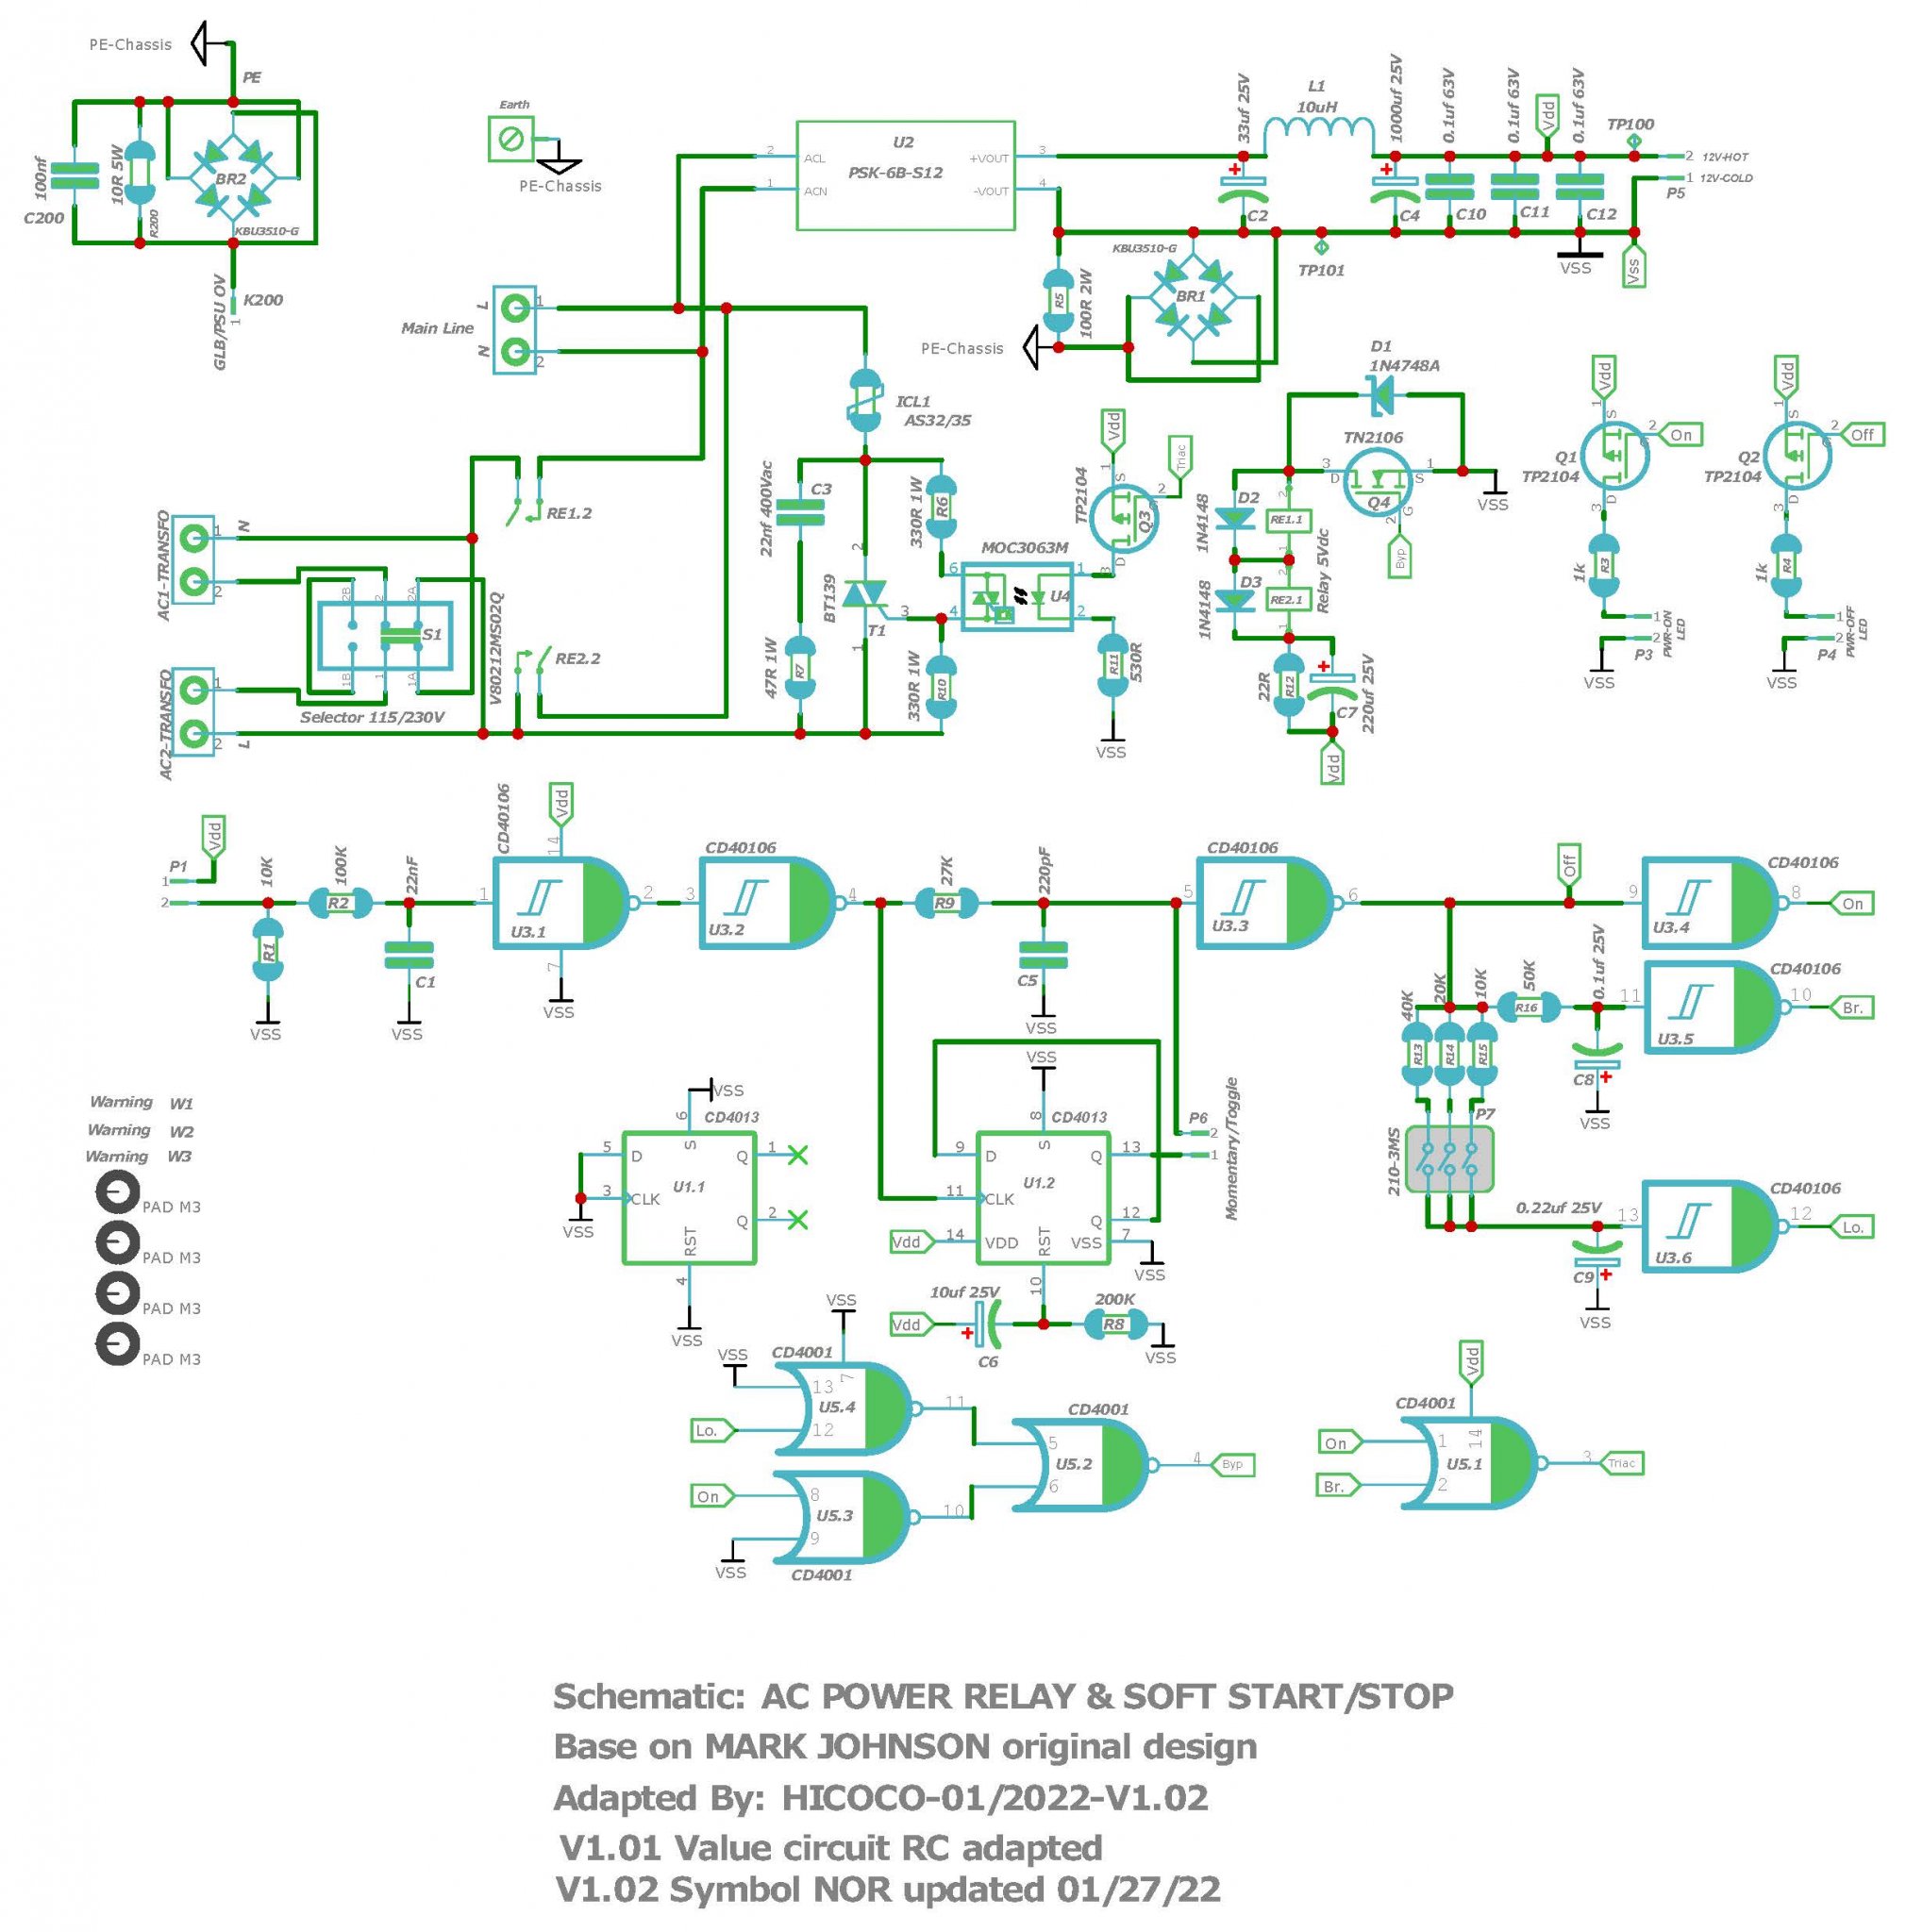 PE-Chassis
PE
100nf
C200
10R 5W
R200
BR2
KBU3510-G
GLB/PSU 0V
K200
1
Earth
PE-Chassis
U2
PSK-6B-S12
2 ACL
1 ACN
+VOUT 3
-VOUT 4
33uf 25V
C2
L1
10uH
1000uf 25V
C4
0.1uf 63V
C10
0.1uf 63V
C11
Vdd
0.1uf 63V
C12
TP100
2 12V-HOT
1 12V-COLD
P5
VSS
Vss
TP101
KBU3510-G
BR1
R5
100R 2W
PE-Chassis
Main Line
L 1
N 2
ICL1
AS32/35
22nf 400Vac
C3
330R 1W
R6
47R 1W
R7
BT139
T1
2
3
1
330R 1W
R10
MOC3063M
U4
6
4
1
2
TP2104
Q3
Vdd
Triac
1 S
2
3 D
R11
530R
VSS
D1
1N4748A
TN2106
Q4
3 D
1 S
2 G
Byp
VSS
1N4148
D2
1N4148
D3
2
RE1.1
1
2
RE2.1
1
Relay 5Vdc
22R
R12
C7
220uf 25V
Vdd
Vdd
1 S
2
On
Q1
TP2104
3 D
1k
R3
1
2
P3
PWR-ON
LED
VSS
Vdd
1 S
2
Off
Q2
TP2104
3 D
1k
R4
1
2
P4
PWR-OFF
LED
VSS
AC1-TRANSFO
1 N
2
AC2-TRANSFO
1
2 L
RE1.2
RE2.2
2B 2 2A
S1
1B 1 1A
V80212MS02Q
Selector 115/230V
P1
1
2
Vdd
10K
R1
VSS
100K
R2
22nF
C1
VSS
CD40106
Vdd
14
1
U3.1
2
7
VSS
CD40106
3
U3.2
4
27K
R9
220pF
C5
VSS
CD40106
5
U3.3
6
Off
CD40106
9
U3.4
8
On
40K
R13
20K
R14
10K
R15
50K
R16
0.1uf 25V
C8
VSS
CD40106
11
U3.5
10
Br.
P7
210-3MS
0.22uf 25V
C9
VSS
CD40106
13
U3.6
12
Lo.
Warning W1
Warning W2
Warning W3
PAD M3
PAD M3
PAD M3
PAD M3
VSS
6
CD4013
5 D
S
Q 1
U1.1
3 CLK
Q 2
RST
4
VSS
VSS
VSS
8
CD4013
9 D
S
Q 13
U1.2
11 CLK
Q 12
Vdd 14 VDD
RST
VSS 7
VSS
10
P6
2
1
Momentary/Toggle
10uf 25V
Vdd
C6
200K
R8
VSS
VSS
VSS
CD4001
7
13
U5.4
Lo.
12
11
On
8
U5.3
9
10
VSS
CD4001
CD4001
5
U5.2
6
4
Byp
Vdd
CD4001
14
On
1
U5.1
Br.
2
3
Triac
Schematic: AC POWER RELAY & SOFT START/STOP
Base on MARK JOHNSON original design
Adapted By: HICOCO-01/2022-V1.02
V1.01 Value circuit RC adapted
V1.02 Symbol NOR updated 01/27/22